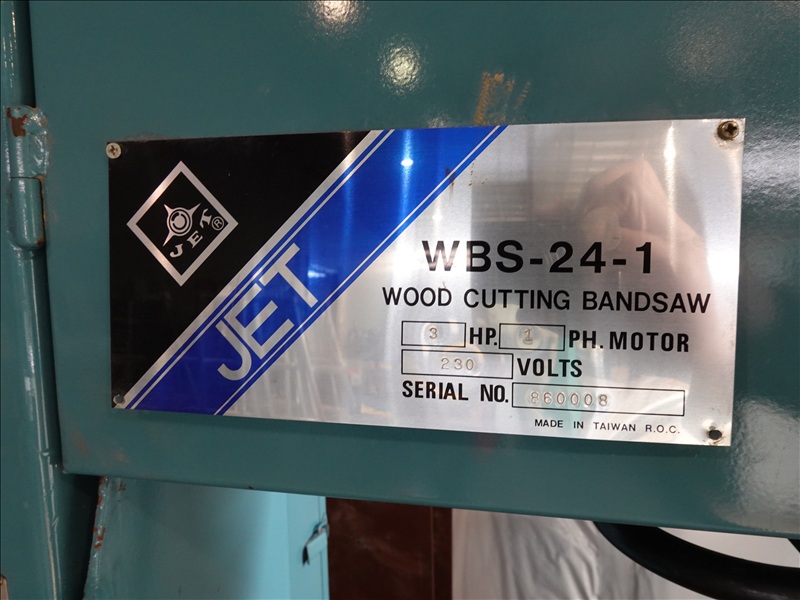 JET®
JET
WBS-24-1
WOOD CUTTING BANDSAW
3 HP. 1 PH. MOTOR
230 VOLTS
SERIAL NO. 860008
MADE IN TAIWAN R.O.C.